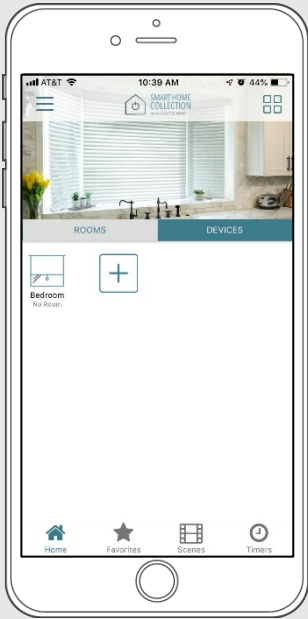 AT&T 10:39 AM 44%
SMART HOME
COLLECTION
ROOMS DEVICES
Bedroom
No Room
Home Favorites Scenes Timers